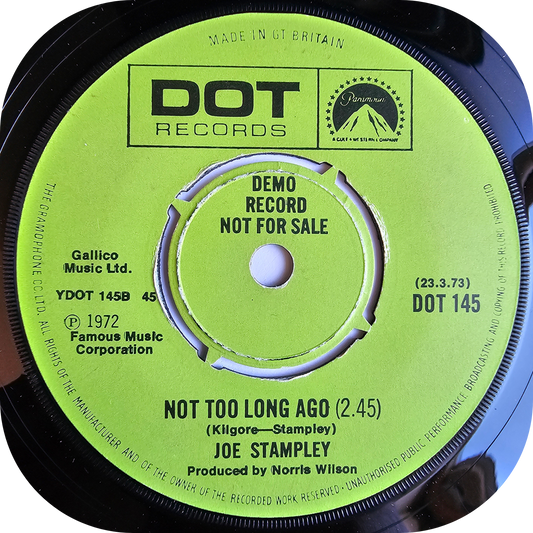 MADE IN GT BRITAIN
DOT
RECORDS
Paramount
A GULF + WESTERN COMPANY
DEMO
RECORD
NOT FOR SALE
Gallico
Music Ltd.
YDOT 145B 45
Ⓟ 1972
Famous Music
Corporation
(23.3.73)
DOT 145
NOT TOO LONG AGO (2.45)
(Kilgore—Stampley)
JOE STAMPLEY
Produced by Norris Wilson
THE GRAMOPHONE CO. LTD. ALL RIGHTS OF THE MANUFACTURER AND OF THE OWNER OF THE RECORDED WORK RESERVED · UNAUTHORISED PUBLIC PERFORMANCE BROADCASTING AND COPYING OF THIS RECORD PROHIBITED